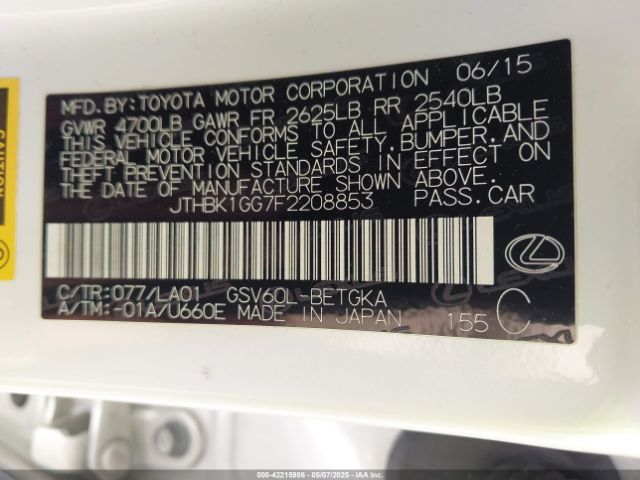 MFD.BY:TOYOTA MOTOR CORPORATION 06/15
GVWR 4700LB GAWR FR 2625LB RR 2540LB
THIS VEHICLE CONFORMS TO ALL APPLICABLE
FEDERAL MOTOR VEHICLE SAFETY,BUMPER,AND
THEFT PREVENTION STANDARDS IN EFFECT ON
THE DATE OF MANUFACTURE SHOWN ABOVE.
JTHBK1GG7F2208853 PASS.CAR
C/TR:077/LA01 GSV60L-BETGKA
A/TM:-01A/U660E MADE IN JAPAN 155 C
CAUTION
000-42215986 - 05/07/2025 - IAAI